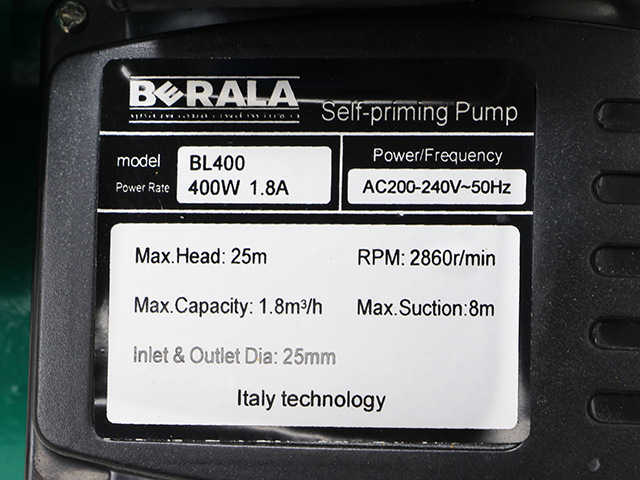 BERALA
Self-priming Pump
model BL400
Power Rate 400W 1.8A
Power/Frequency
AC200-240V~50Hz
Max.Head: 25m RPM: 2860r/min
Max.Capacity: 1.8m³/h Max.Suction:8m
Inlet & Outlet Dia: 25mm
Italy technology